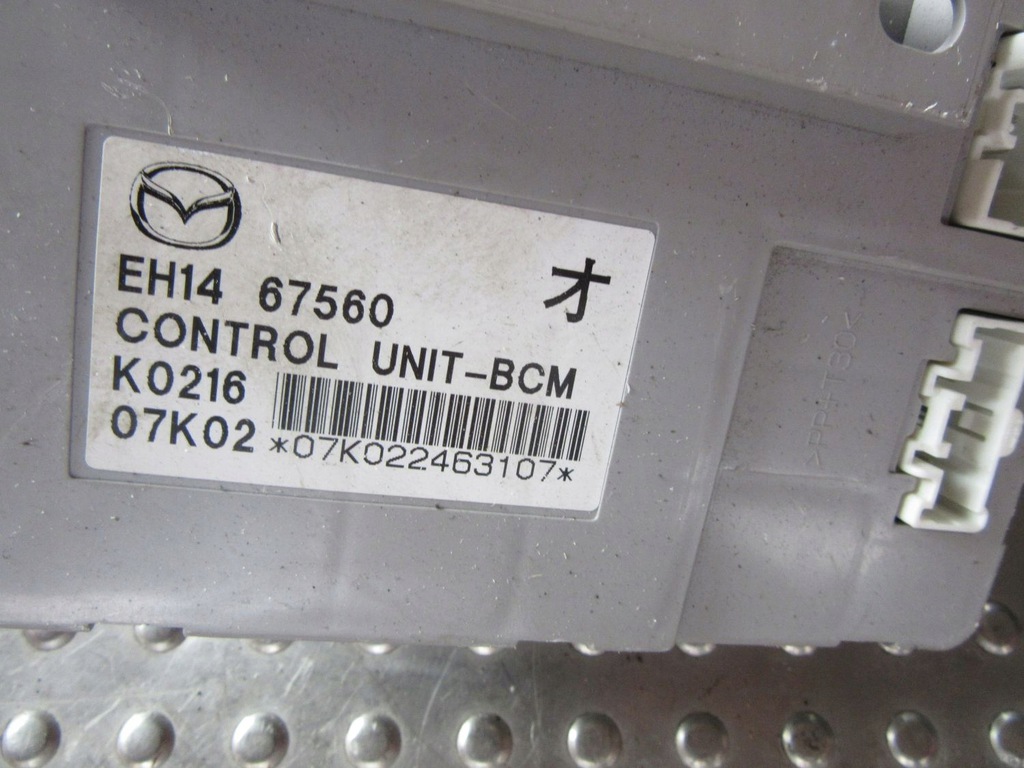 EH14 67560
オ
CONTROL UNIT-BCM
K0216
07K02
*07K022463107*